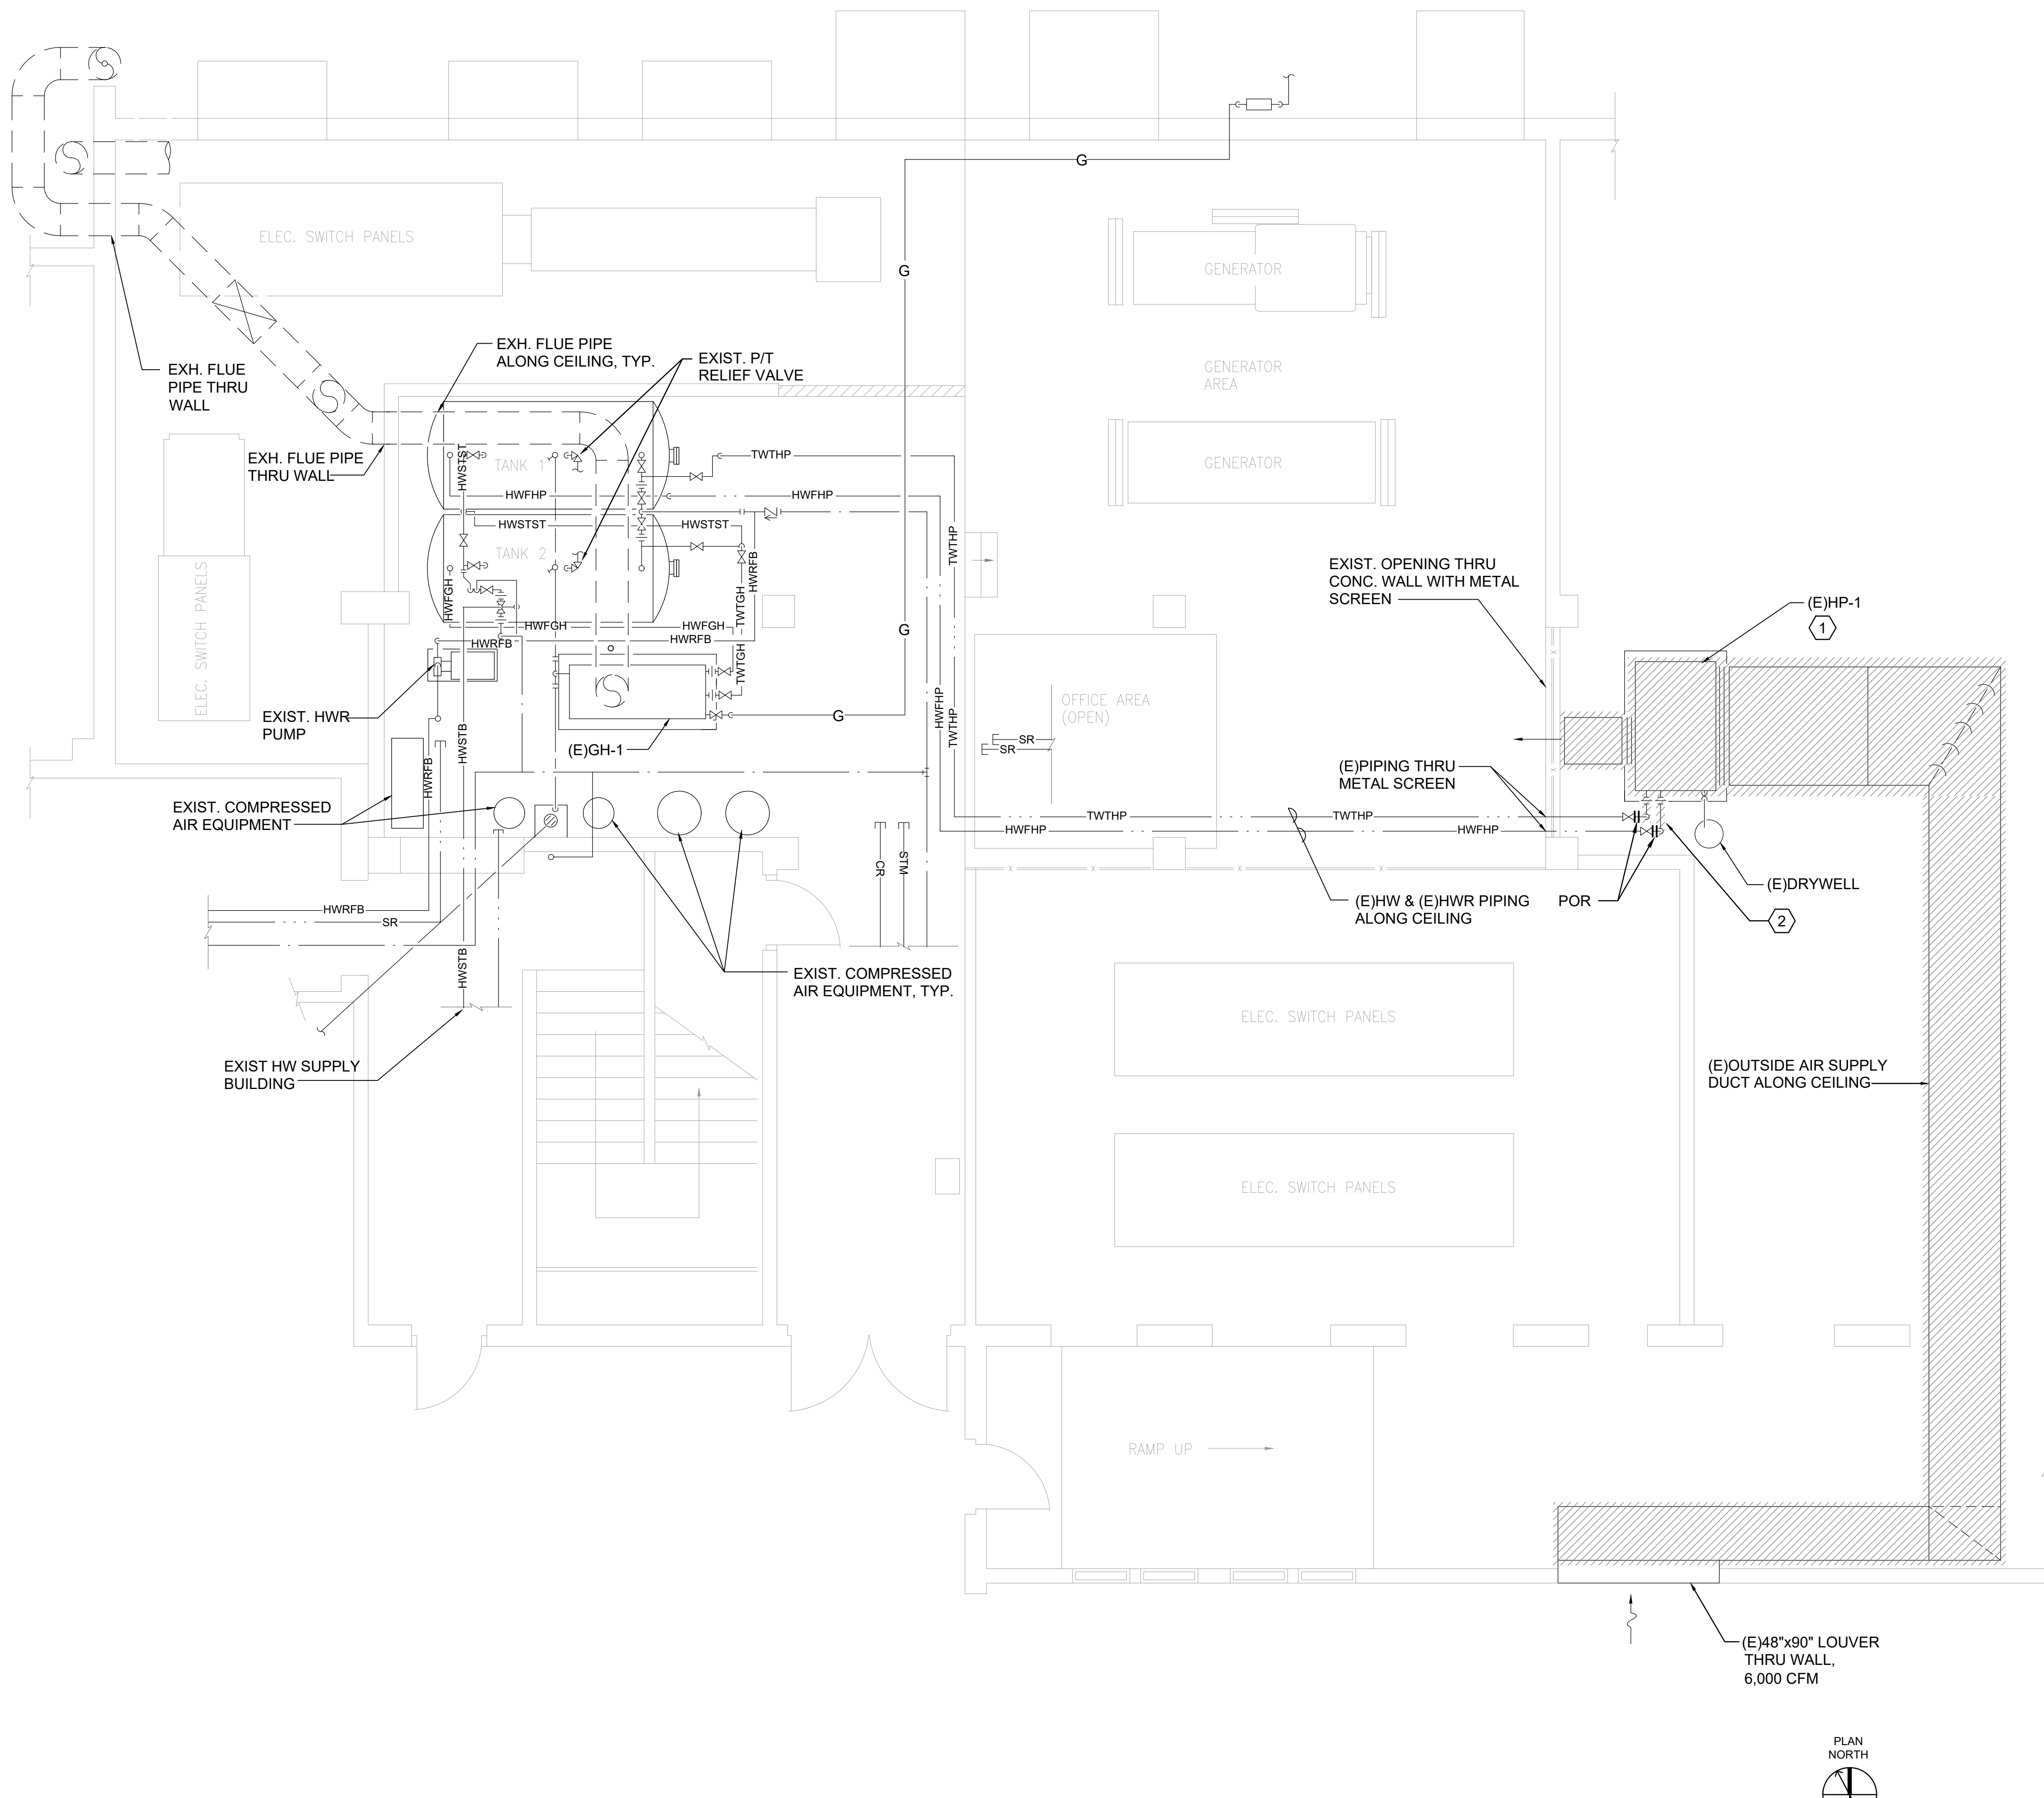 G
ELEC. SWITCH PANELS
GENERATOR
G
EXH. FLUE PIPE
ALONG CEILING, TYP.
EXIST. P/T
RELIEF VALVE
EXH. FLUE
PIPE THRU
WALL
GENERATOR
AREA
EXH. FLUE PIPE
THRU WALL
HWSTST
TANK 1
TWTHP
GENERATOR
HWFHP
HWFHP
HWSTST
HWSTST
TANK 2
TWTHP
HWRFB
ELEC. SWITCH PANELS
HWFGH
TWTGH
EXIST. OPENING THRU
CONC. WALL WITH METAL
SCREEN
(E)HP-1
1
HWFGH
HWFGH
HWRFB
HWRFB
G
TWTGH
EXIST. HWR
PUMP
HWSTB
(E)GH-1
G
HWFHP
TWTHP
OFFICE AREA
(OPEN)
SR
SR
HWRFB
(E)PIPING THRU
METAL SCREEN
EXIST. COMPRESSED
AIR EQUIPMENT
TWTHP
TWTHP
HWFHP
HWFHP
CR
STM
(E)DRYWELL
(E)HW & (E)HWR PIPING
ALONG CEILING
POR
2
HWRFB
SR
HWSTB
EXIST. COMPRESSED
AIR EQUIPMENT, TYP.
ELEC. SWITCH PANELS
EXIST HW SUPPLY
BUILDING
(E)OUTSIDE AIR SUPPLY
DUCT ALONG CEILING
ELEC. SWITCH PANELS
RAMP UP
(E)48"x90" LOUVER
THRU WALL,
6,000 CFM
PLAN
NORTH